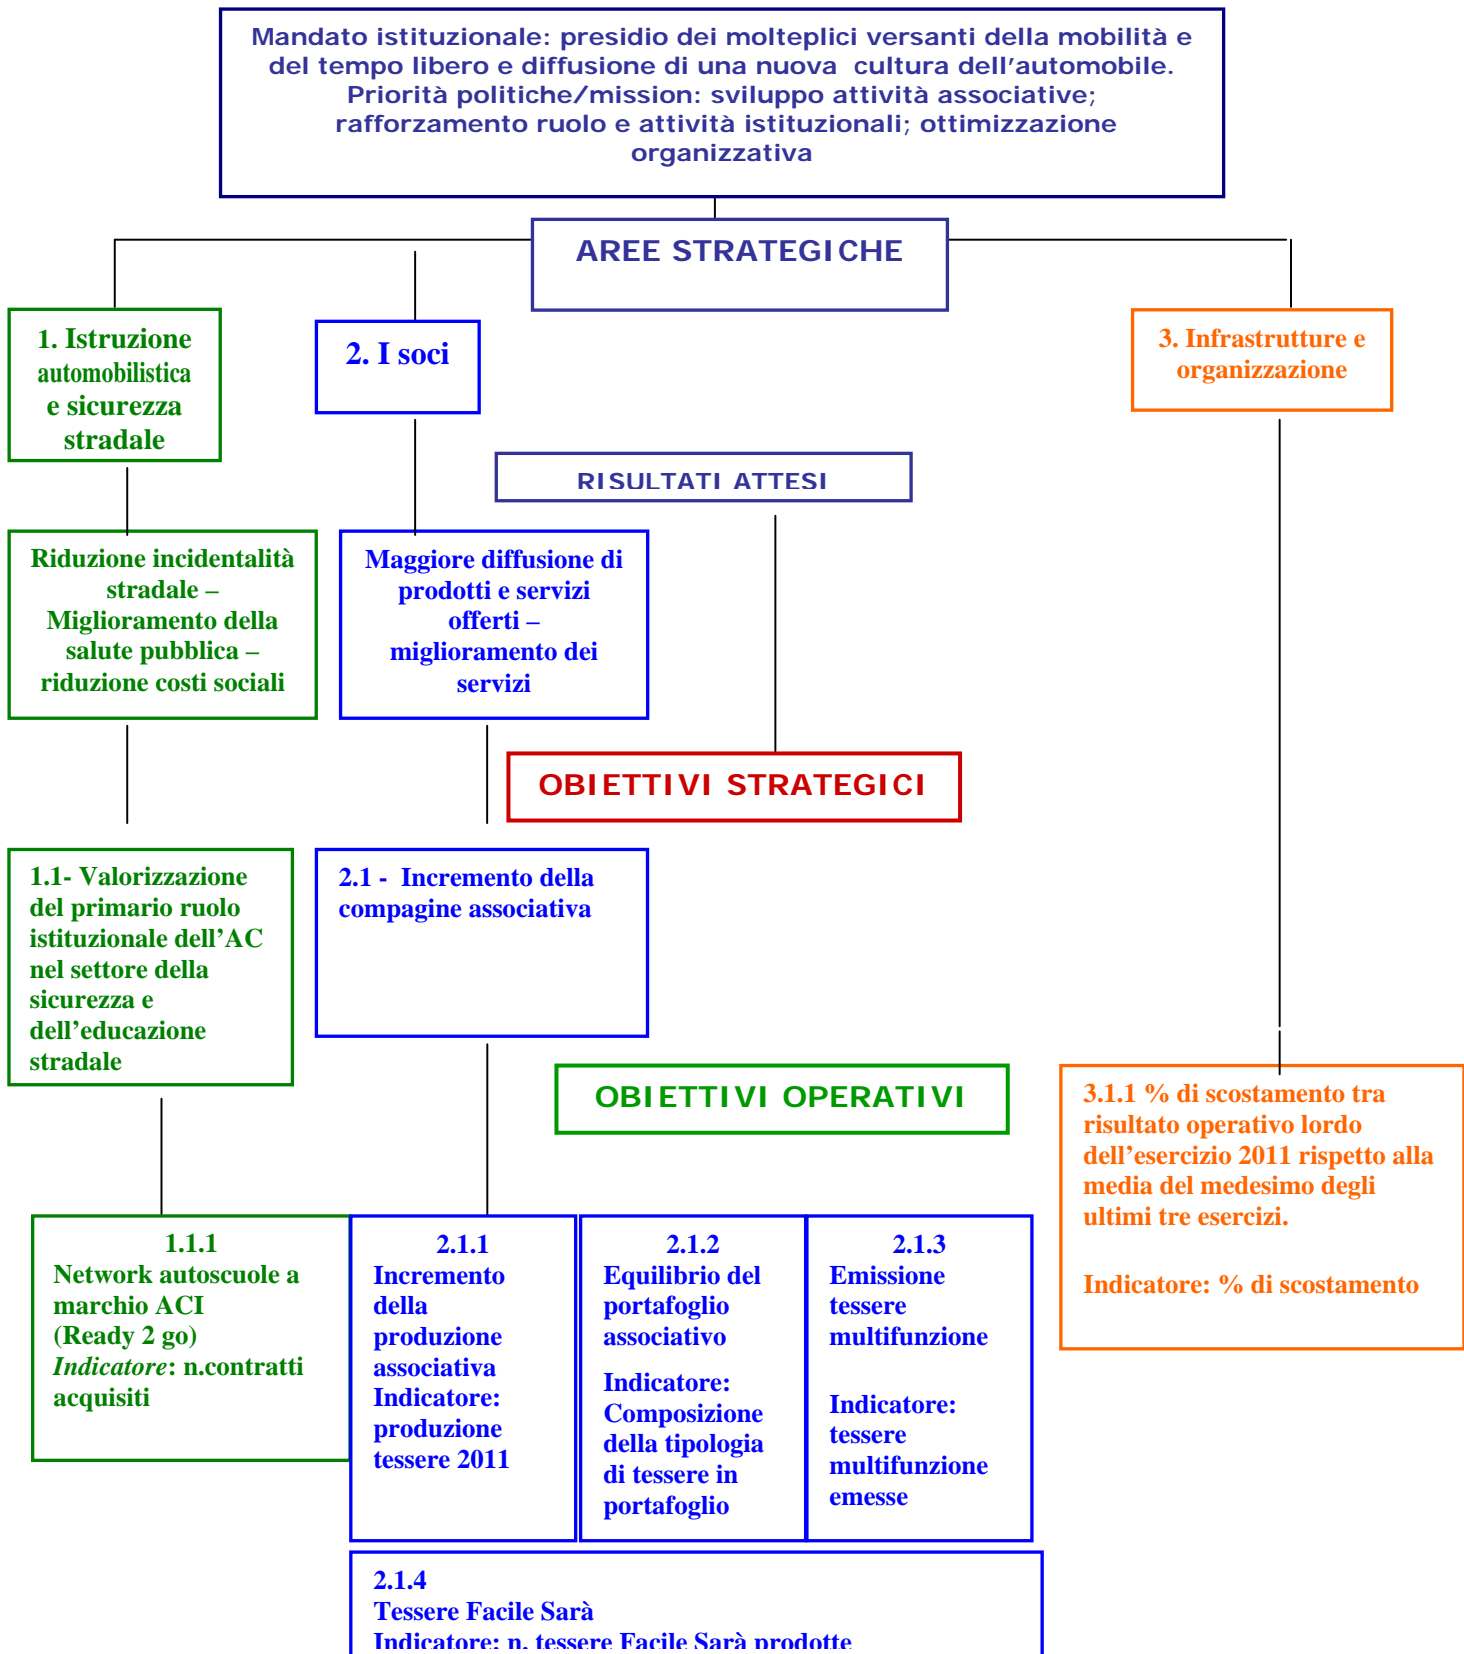 Mandato istituzionale: presidio dei molteplici versanti della mobilità e
del tempo libero e diffusione di una nuova cultura dell'automobile.
Priorità politiche/mission: sviluppo attività associative;
rafforzamento ruolo e attività istituzionali; ottimizzazione
organizzativa
AREE STRATEGICHE
1. Istruzione
automobilistica
e sicurezza
stradale
2. I soci
3. Infrastrutture e
organizzazione
RISULTATI ATTESI
Riduzione incidentalità
stradale –
Miglioramento della
salute pubblica –
riduzione costi sociali
Maggiore diffusione di
prodotti e servizi
offerti –
miglioramento dei
servizi
OBIETTIVI STRATEGICI
1.1- Valorizzazione
del primario ruolo
istituzionale dell'AC
nel settore della
sicurezza e
dell'educazione
stradale
2.1 - Incremento della
compagine associativa
OBIETTIVI OPERATIVI
3.1.1 % di scostamento tra
risultato operativo lordo
dell'esercizio 2011 rispetto alla
media del medesimo degli
ultimi tre esercizi.
Indicatore: % di scostamento
1.1.1
Network autoscuole a
marchio ACI
(Ready 2 go)
Indicatore: n.contratti
acquisiti
2.1.1
Incremento
della
produzione
associativa
Indicatore:
produzione
tessere 2011
2.1.2
Equilibrio del
portafoglio
associativo
Indicatore:
Composizione
della tipologia
di tessere in
portafoglio
2.1.3
Emissione
tessere
multifunzione
Indicatore:
tessere
multifunzione
emesse
2.1.4
Tessere Facile Sarà
Indicatore: n. tessere Facile Sarà prodotte